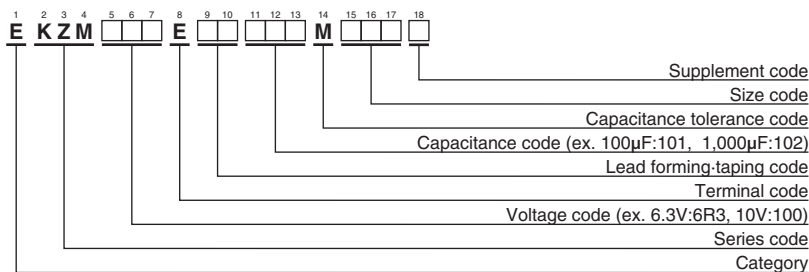 1 2 3 4 5 6 7 8 9 10 11 12 13 14 15 16 17 18
E KZM E M
Supplement code
Size code
Capacitance tolerance code
Capacitance code (ex. 100μF:101, 1,000μF:102)
Lead forming·taping code
Terminal code
Voltage code (ex. 6.3V:6R3, 10V:100)
Series code
Category